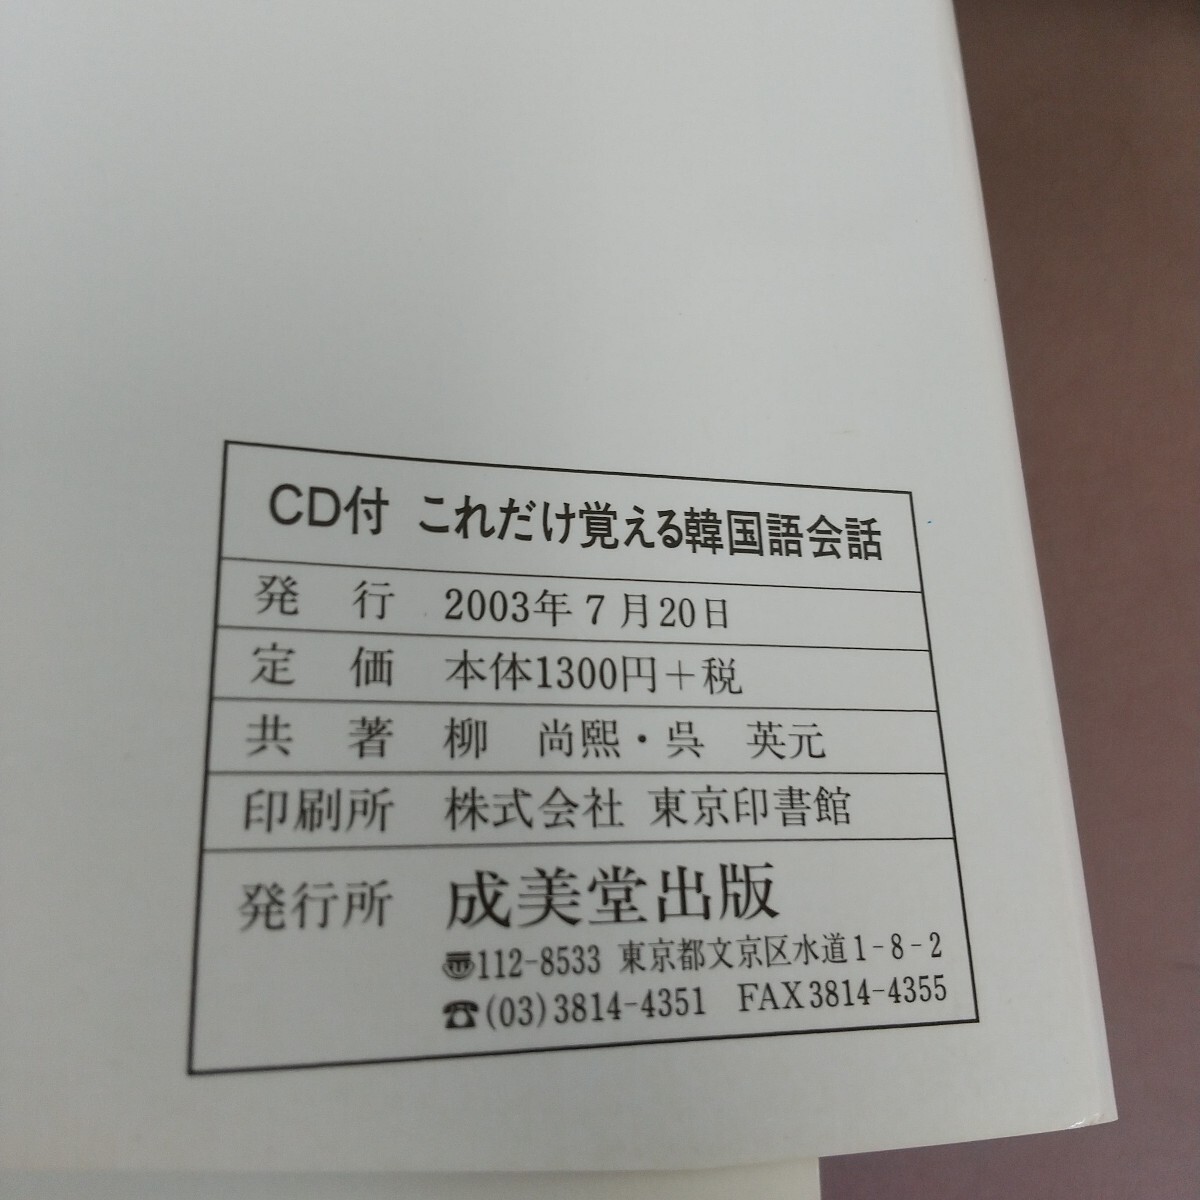 CD付 これだけ覚える韓国語会話
発 行 2003年7月20日
定 価 本体1300円+税
共 著 柳 尚熙・呉 英元
印刷所 株式会社 東京印書館
発行所 成美堂出版
〠112-8533 東京都文京区水道1-8-2
☎(03)3814-4351 FAX3814-4355